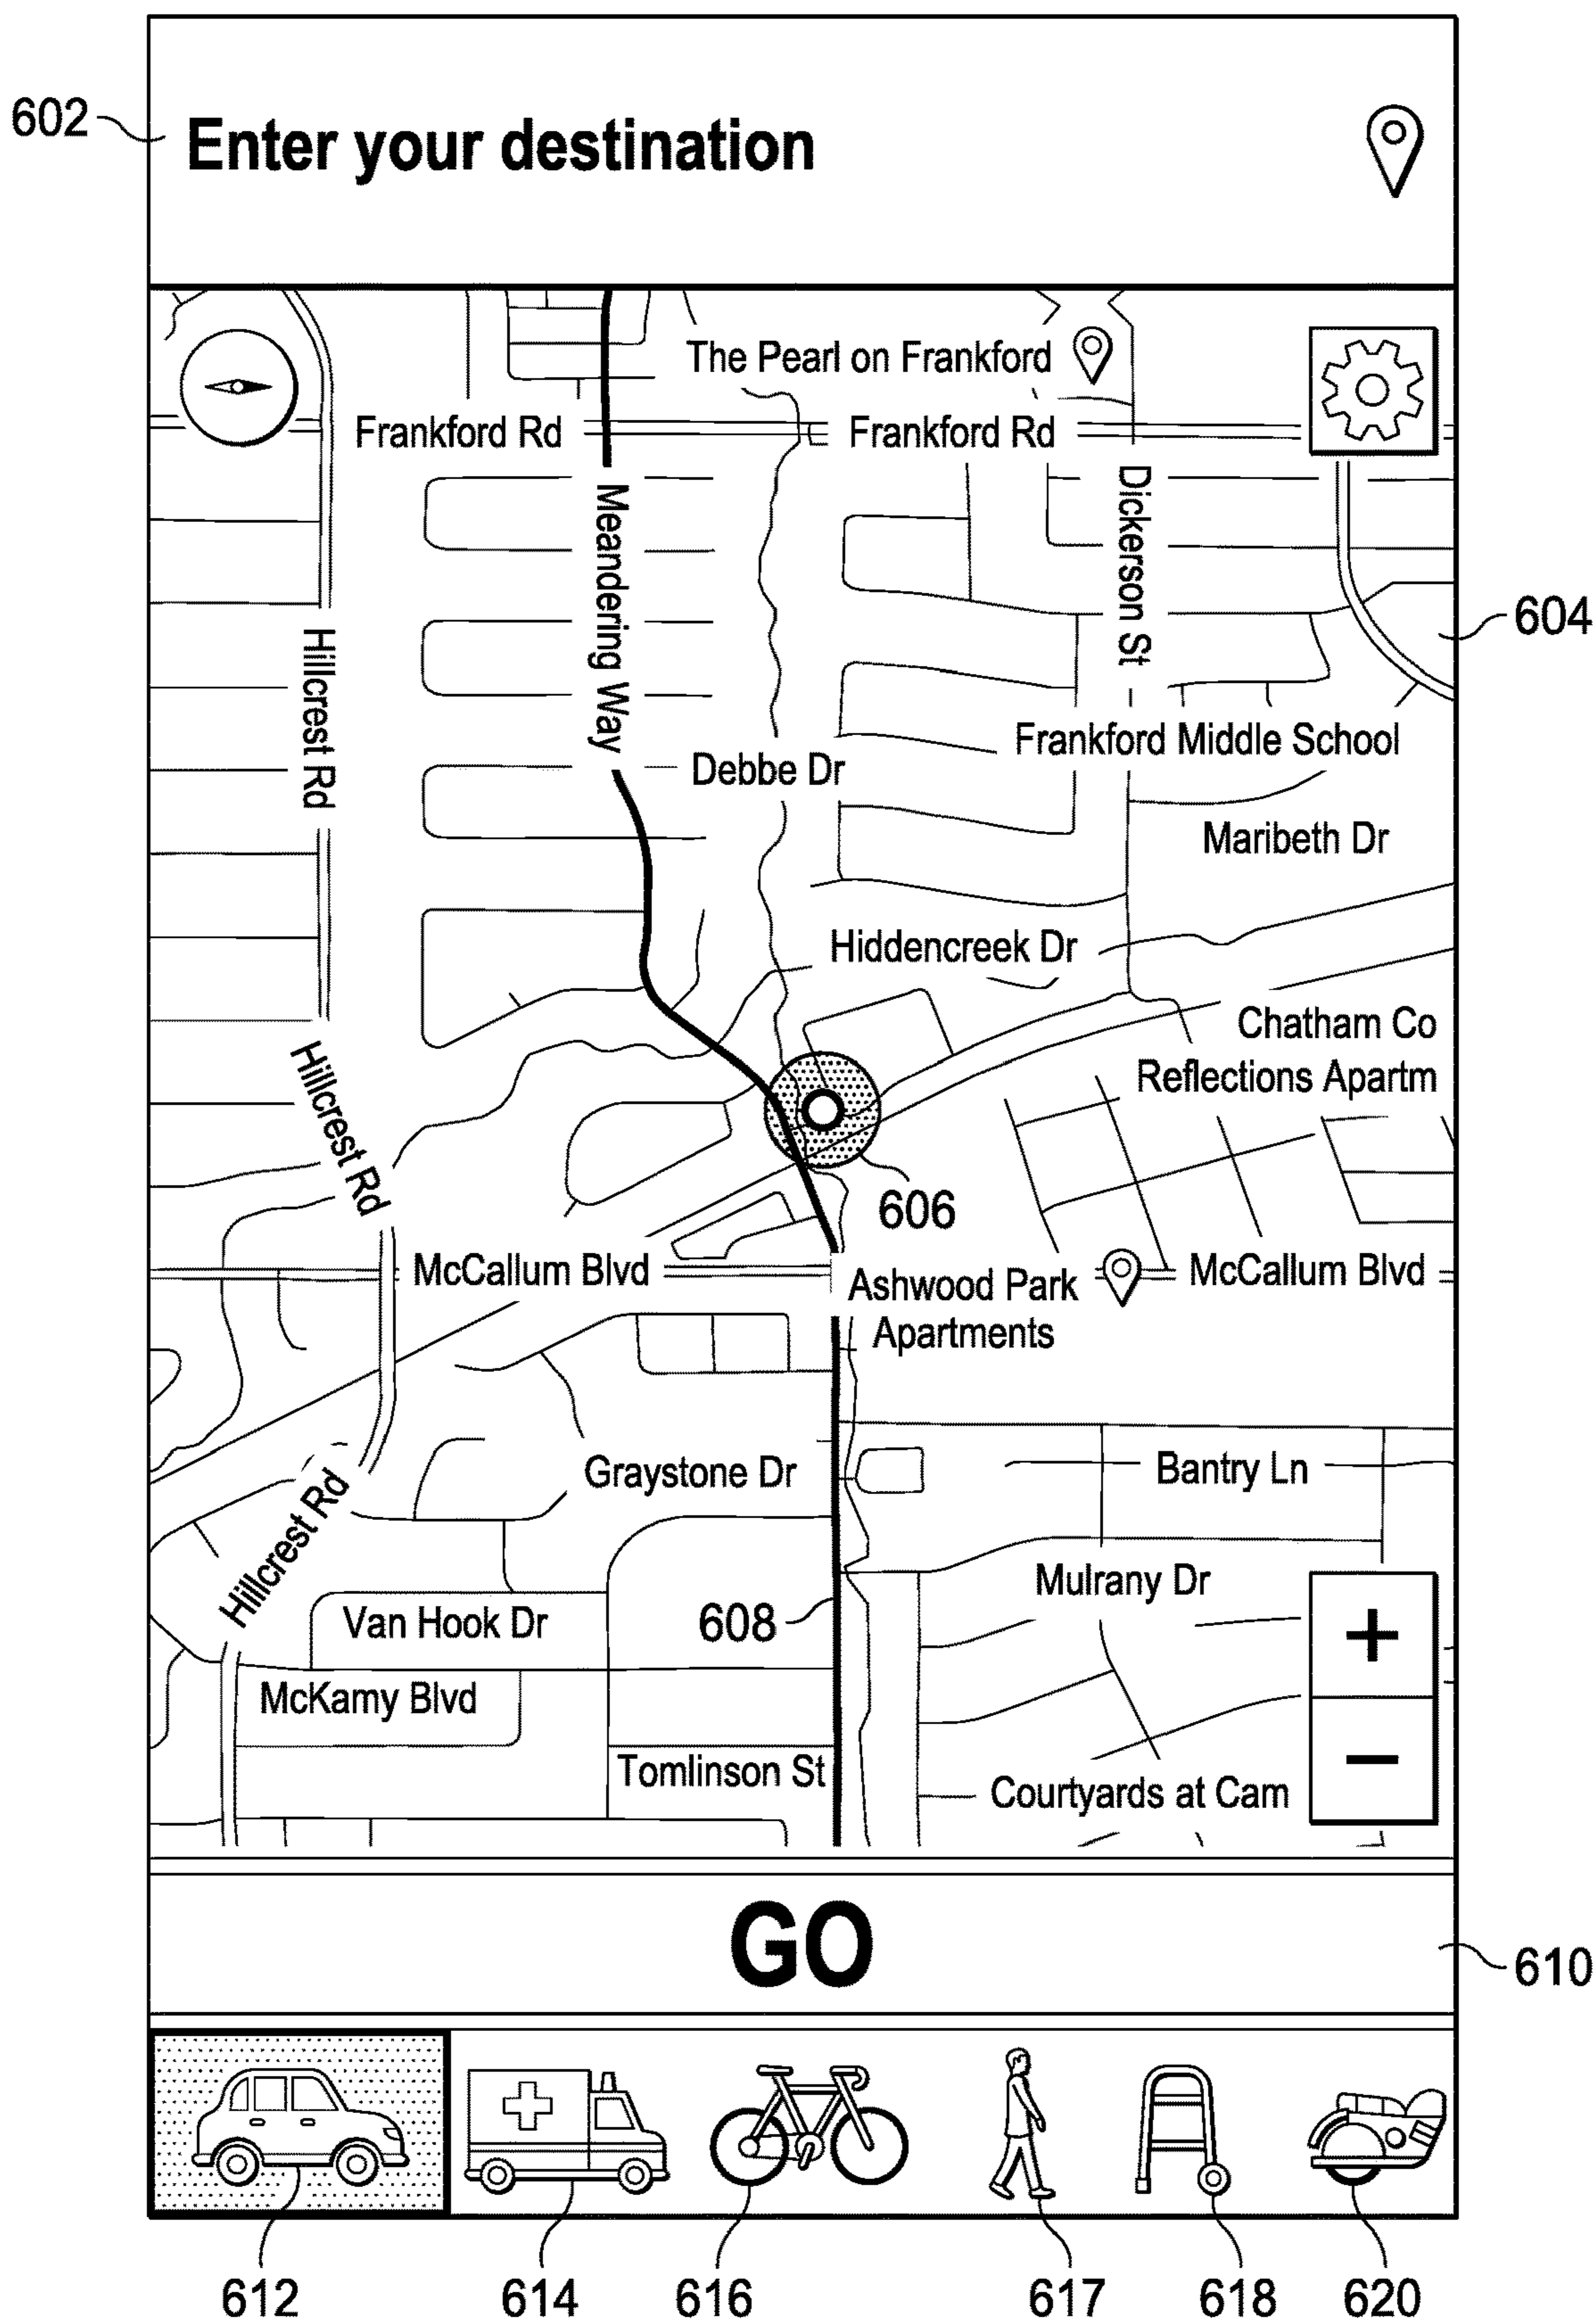 602
Enter your destination
The Pearl on Frankford
Frankford Rd
Frankford Rd
Meandering Way
Dickerson St
604
Hillcrest Rd
Frankford Middle School
Debbe Dr
Maribeth Dr
Hiddencreek Dr
Chatham Co
Reflections Apartm
Hillcrest Rd
606
McCallum Blvd
Ashwood Park
Apartments
McCallum Blvd
Graystone Dr
Bantry Ln
Hillcrest Rd
Mulrany Dr
Van Hook Dr
608
+
McKamy Blvd
Tomlinson St
Courtyards at Cam
−
GO
610
612
614
616
617
618
620